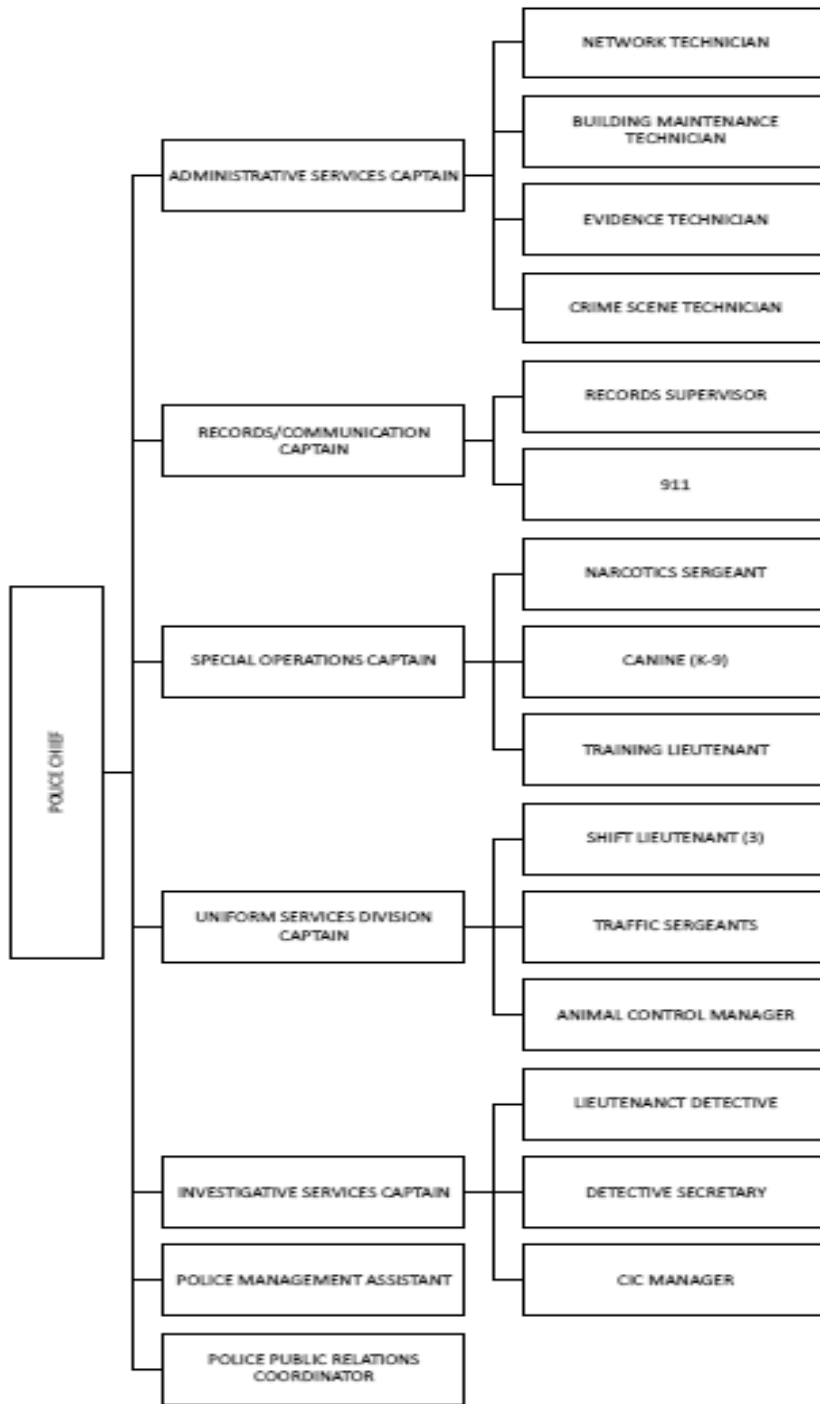 POLICE CHIEF
ADMINISTRATIVE SERVICES CAPTAIN
NETWORK TECHNICIAN
BUILDING MAINTENANCE
TECHNICIAN
EVIDENCE TECHNICIAN
CRIME SCENE TECHNICIAN
RECORDS/COMMUNICATION
CAPTAIN
RECORDS SUPERVISOR
911
SPECIAL OPERATIONS CAPTAIN
NARCOTICS SERGEANT
CANINE (K-9)
TRAINING LIEUTENANT
UNIFORM SERVICES DIVISION
CAPTAIN
SHIFT LIEUTENANT (3)
TRAFFIC SERGEANTS
ANIMAL CONTROL MANAGER
INVESTIGATIVE SERVICES CAPTAIN
LIEUTENANCT DETECTIVE
DETECTIVE SECRETARY
CIC MANAGER
POLICE MANAGEMENT ASSISTANT
POLICE PUBLIC RELATIONS
COORDINATOR